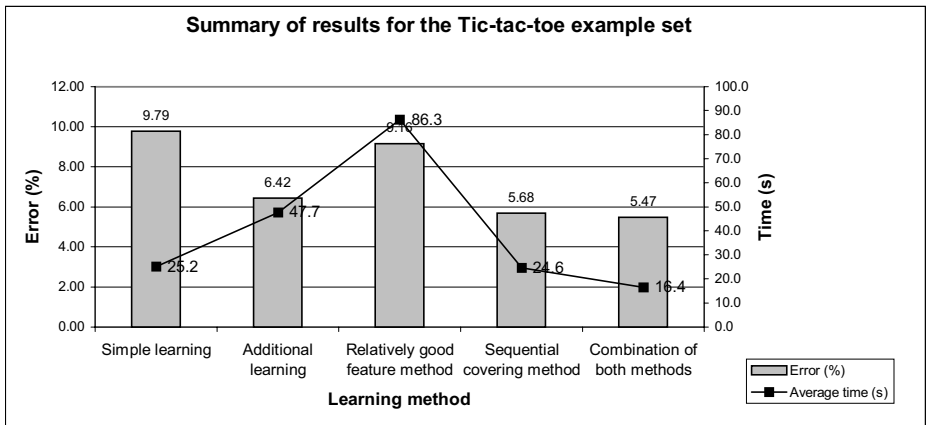 Summary of results for the Tic-tac-toe example set
Error (%)
12.00
10.00
8.00
6.00
4.00
2.00
0.00
9.79
6.42
9.16
5.68
5.47
25.2
47.7
86.3
24.6
16.4
100.0
90.0
80.0
70.0
60.0
50.0
40.0
30.0
20.0
10.0
0.0
Time (s)
Simple learning
Additional
learning
Relatively good
feature method
Sequential
covering method
Combination of
both methods
Learning method
Error (%)
Average time (s)